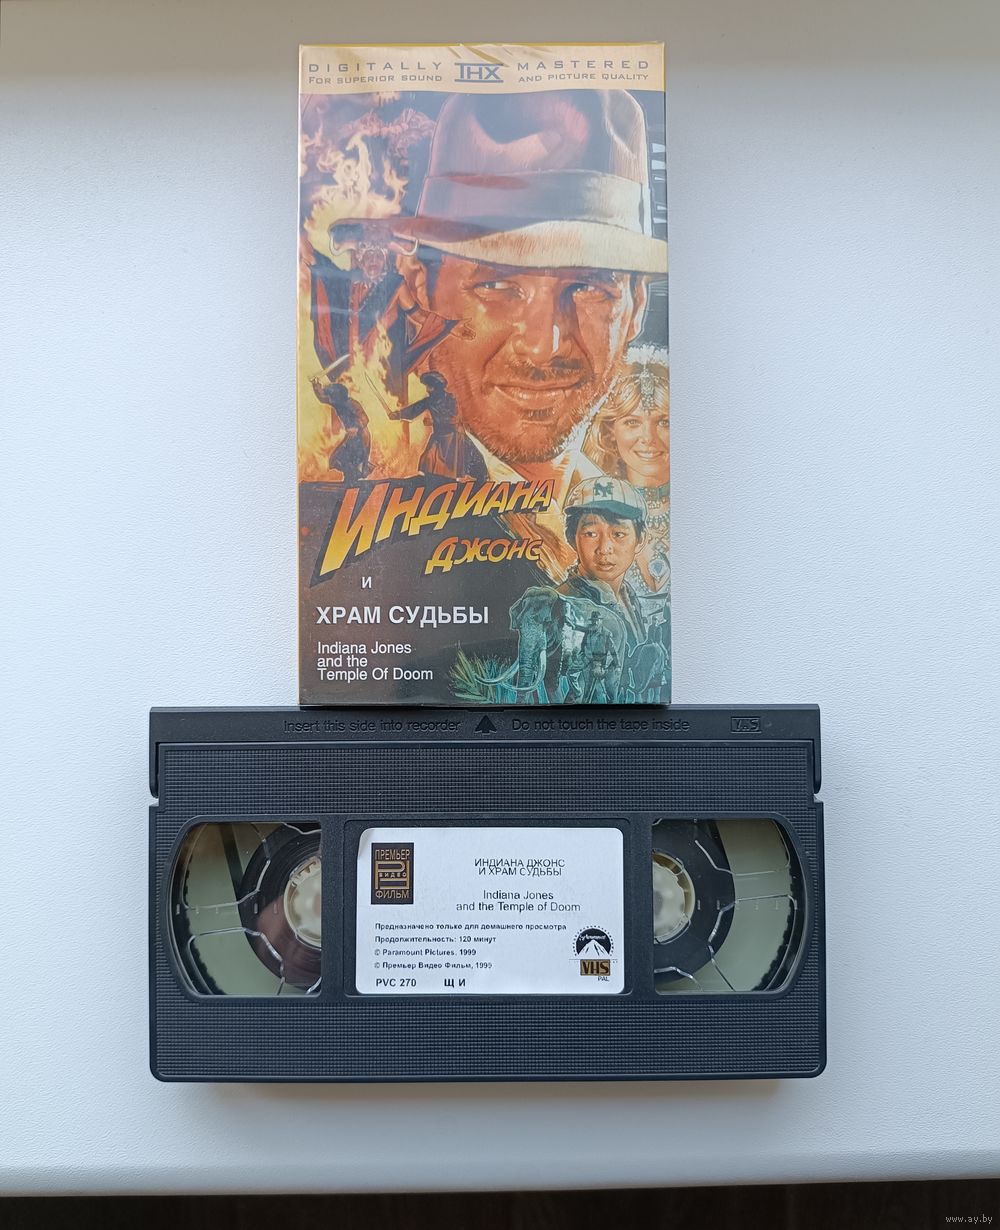 DIGITALLY THX MASTERED
FOR SUPERIOR SOUND AND PICTURE QUALITY
ИНДИАНА
ДЖОНС
и
ХРАМ СУДЬБЫ
Indiana Jones
and the
Temple Of Doom
Insert this side into recorder Do not touch the tape inside VHS
ПРЕМЬЕР
ВИДЕО
ФИЛЬМ
ИНДИАНА ДЖОНС
И ХРАМ СУДЬБЫ
Indiana Jones
and the Temple of Doom
Предназначено только для домашнего просмотра
Продолжительность: 120 минут
© Paramount Pictures, 1999
© Премьер Видео Фильм, 1999
PVC 270 Щ И
Paramount
VHS
PAL
www.ay.by